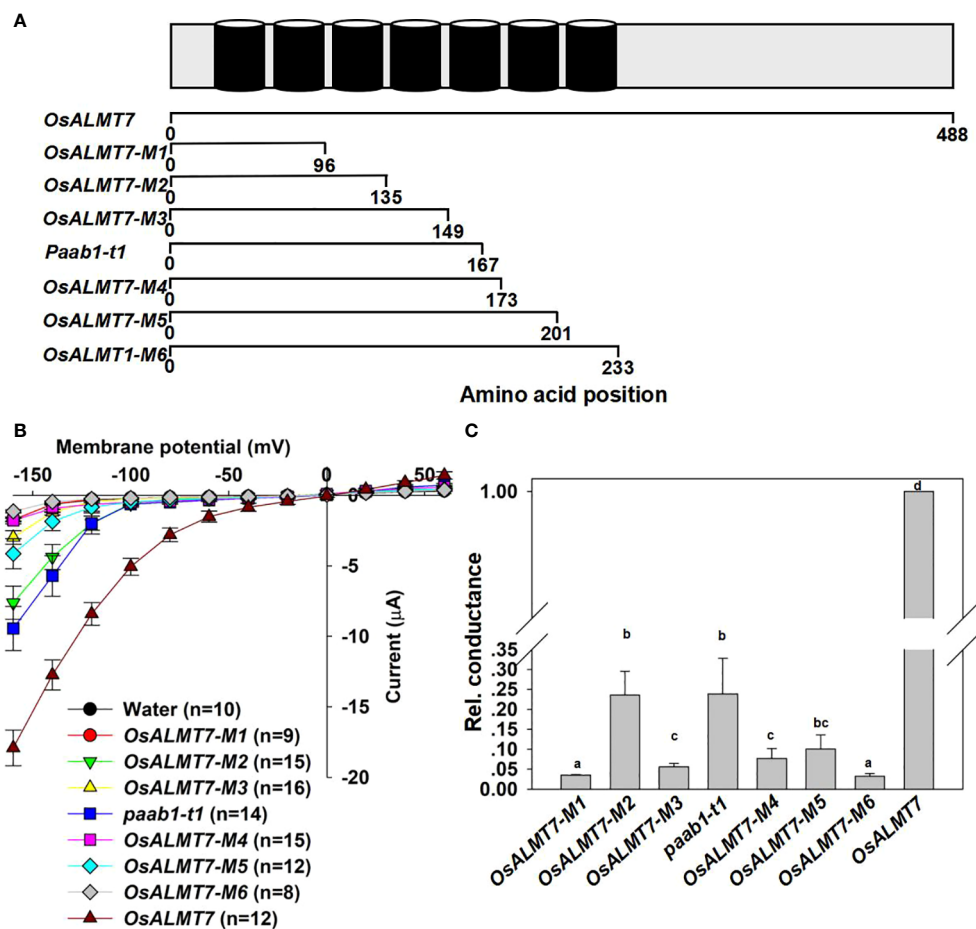 A
OsALMT7
0 488
OsALMT7-M1
0 96
OsALMT7-M2
0 135
OsALMT7-M3
0 149
Paab1-t1
0 167
OsALMT7-M4
0 173
OsALMT7-M5
0 201
OsALMT1-M6
0 233
Amino acid position
B
Membrane potential (mV)
-150 -100 -50 0 50
-5
-10
-15
-20
Current (μA)
Water (n=10)
OsALMT7-M1 (n=9)
OsALMT7-M2 (n=15)
OsALMT7-M3 (n=16)
paab1-t1 (n=14)
OsALMT7-M4 (n=15)
OsALMT7-M5 (n=12)
OsALMT7-M6 (n=8)
OsALMT7 (n=12)
C
Rel. conductance
1.00
.35
.30
.25
.20
.15
.10
.05
0.00
a b c b c bc a d
OsALMT7-M1
OsALMT7-M2
OsALMT7-M3
paab1-t1
OsALMT7-M4
OsALMT7-M5
OsALMT7-M6
OsALMT7